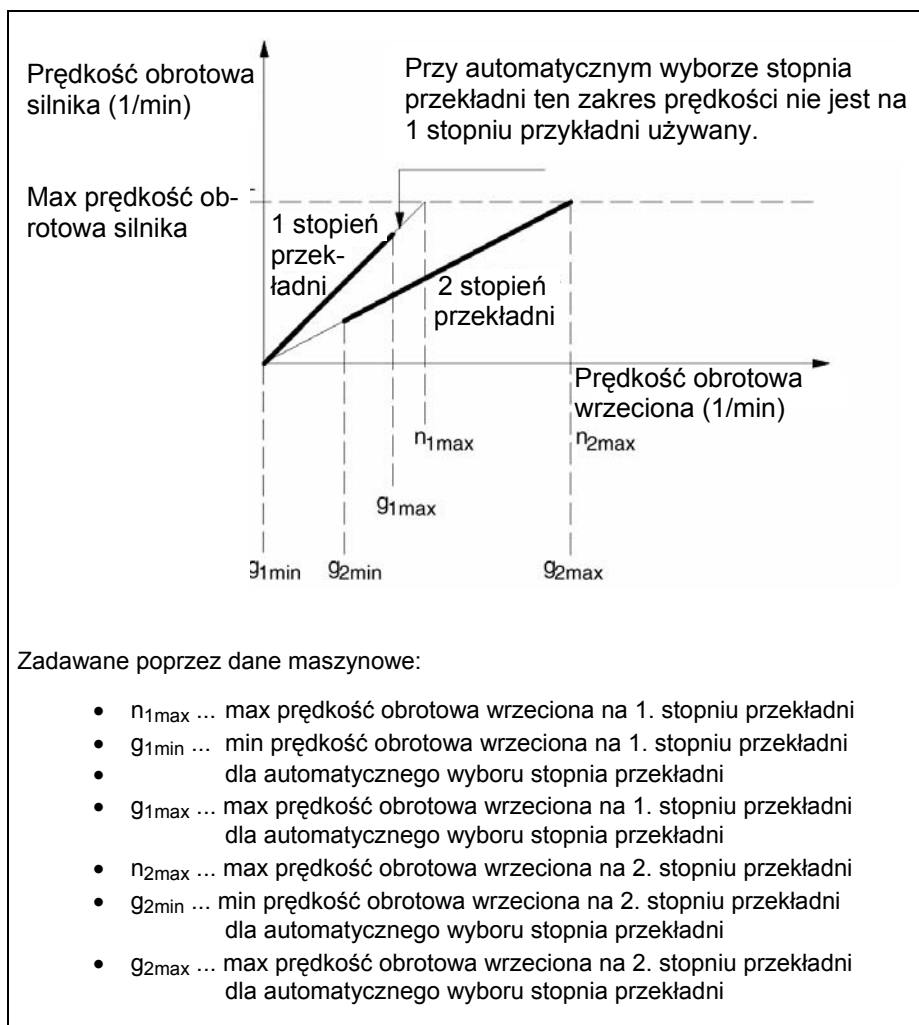 Prędkość obrotowa
silnika (1/min)
Przy automatycznym wyborze stopnia
przekładni ten zakres prędkości nie jest na
1 stopniu przykładni używany.
Max prędkość ob-
rotowa silnika
1 stopień
przek-
ładni
2 stopień
przekładni
Prędkość obrotowa
wrzeciona (1/min)
n1max
n2max
g1max
g1min
g2min
g2max
Zadawane poprzez dane maszynowe:
• n1max ... max prędkość obrotowa wrzeciona na 1. stopniu przekładni
• g1min ... min prędkość obrotowa wrzeciona na 1. stopniu przekładni
• dla automatycznego wyboru stopnia przekładni
• g1max ... max prędkość obrotowa wrzeciona na 1. stopniu przekładni
dla automatycznego wyboru stopnia przekładni
• n2max ... max prędkość obrotowa wrzeciona na 2. stopniu przekładni
• g2min ... min prędkość obrotowa wrzeciona na 2. stopniu przekładni
dla automatycznego wyboru stopnia przekładni
• g2max ... max prędkość obrotowa wrzeciona na 2. stopniu przekładni
dla automatycznego wyboru stopnia przekładni